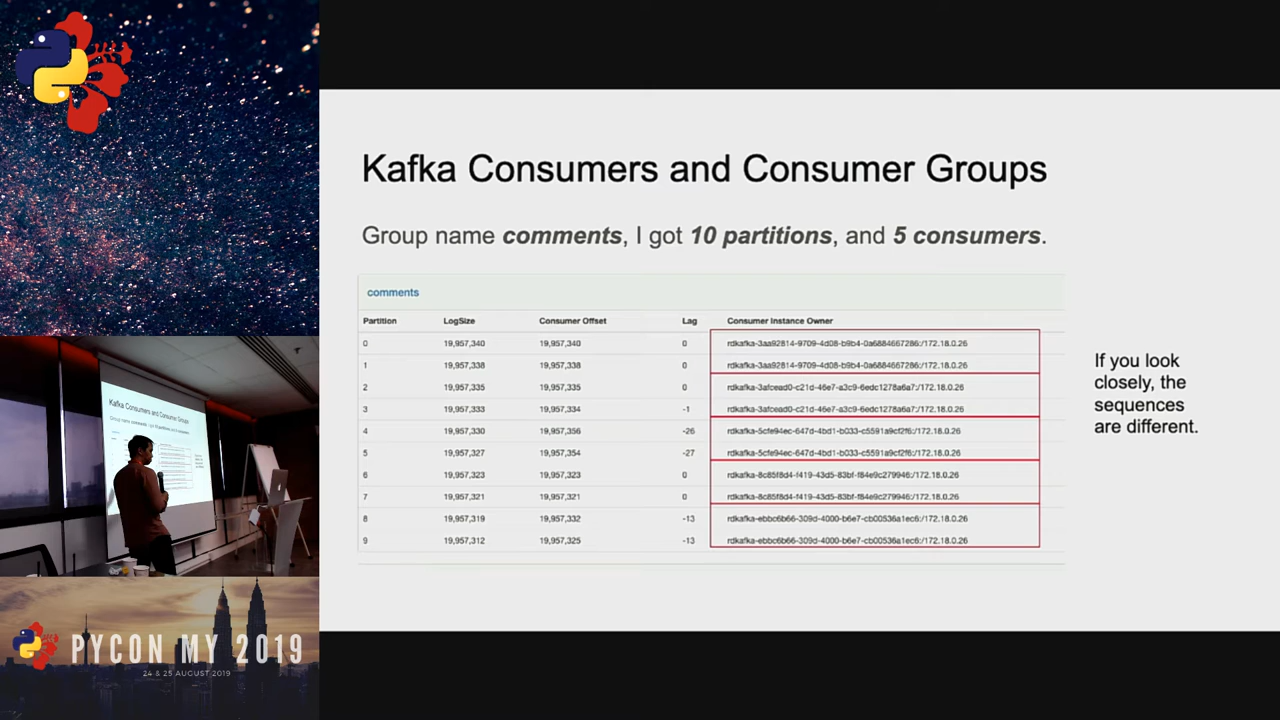 Kafka Consumers and Consumer Groups
Group name comments, I got 10 partitions, and 5 consumers.
comments
Partition LogSize Consumer Offset Lag Consumer Instance Owner
0 19,957,340 19,957,340 0 rdkafka-3aa92814-9709-4d08-b9b4-0a6884667286:/172.18.0.26
1 19,957,338 19,957,338 0 rdkafka-3aa92814-9709-4d08-b9b4-0a6884667286:/172.18.0.26
2 19,957,335 19,957,335 0 rdkafka-3afcead0-c21d-46e7-a3c9-6edc1278a6a7:/172.18.0.26
3 19,957,333 19,957,334 -1 rdkafka-3afcead0-c21d-46e7-a3c9-6edc1278a6a7:/172.18.0.26
4 19,957,330 19,957,356 -26 rdkafka-5cfe94ec-647d-4bd1-b033-c5591a9cf2f6:/172.18.0.26
5 19,957,327 19,957,354 -27 rdkafka-5cfe94ec-647d-4bd1-b033-c5591a9cf2f6:/172.18.0.26
6 19,957,323 19,957,323 0 rdkafka-8c85f8d4-f419-43d5-83bf-f84e9c279946:/172.18.0.26
7 19,957,321 19,957,321 0 rdkafka-8c85f8d4-f419-43d5-83bf-f84e9c279946:/172.18.0.26
8 19,957,319 19,957,332 -13 rdkafka-ebbc6b66-309d-4000-b6e7-cb00536a1ec6:/172.18.0.26
9 19,957,312 19,957,325 -13 rdkafka-ebbc6b66-309d-4000-b6e7-cb00536a1ec6:/172.18.0.26
If you look
closely, the
sequences
are different.
Kafka Consumers and Consumer Groups
PYCON MY 2019
24 & 25 AUGUST 2019